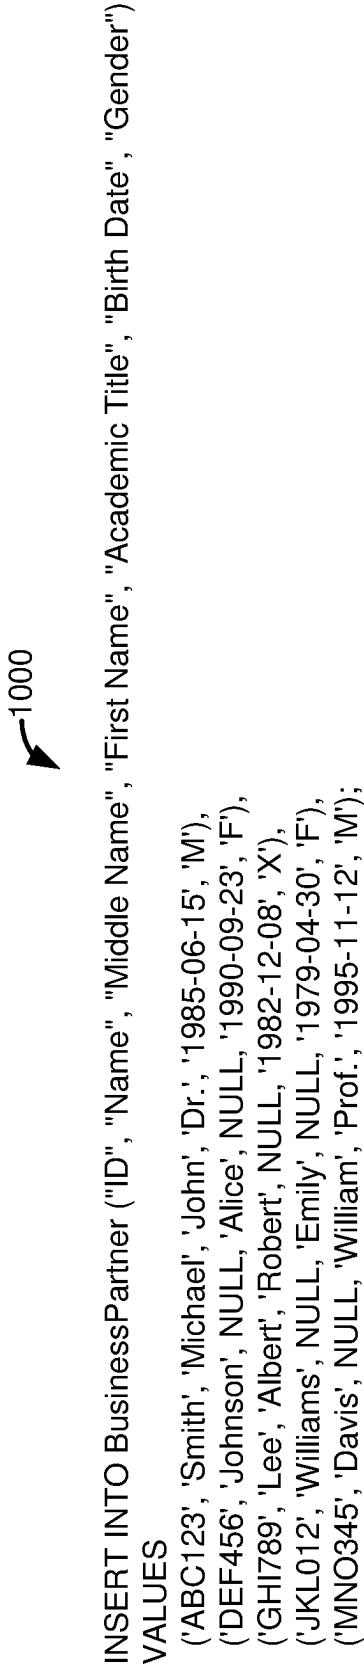 1000
INSERT INTO BusinessPartner ("ID", "Name", "Middle Name", "First Name", "Academic Title", "Birth Date", "Gender")
VALUES
('ABC123', 'Smith', 'Michael', 'John', 'Dr.', '1985-06-15', 'M'),
('DEF456', 'Johnson', NULL, 'Alice', NULL, '1990-09-23', 'F'),
('GHI789', 'Lee', 'Albert', 'Robert', NULL, '1982-12-08', 'X'),
('JKL012', 'Williams', NULL, 'Emily', NULL, '1979-04-30', 'F'),
('MNO345', 'Davis', NULL, 'William', 'Prof.', '1995-11-12', 'M');